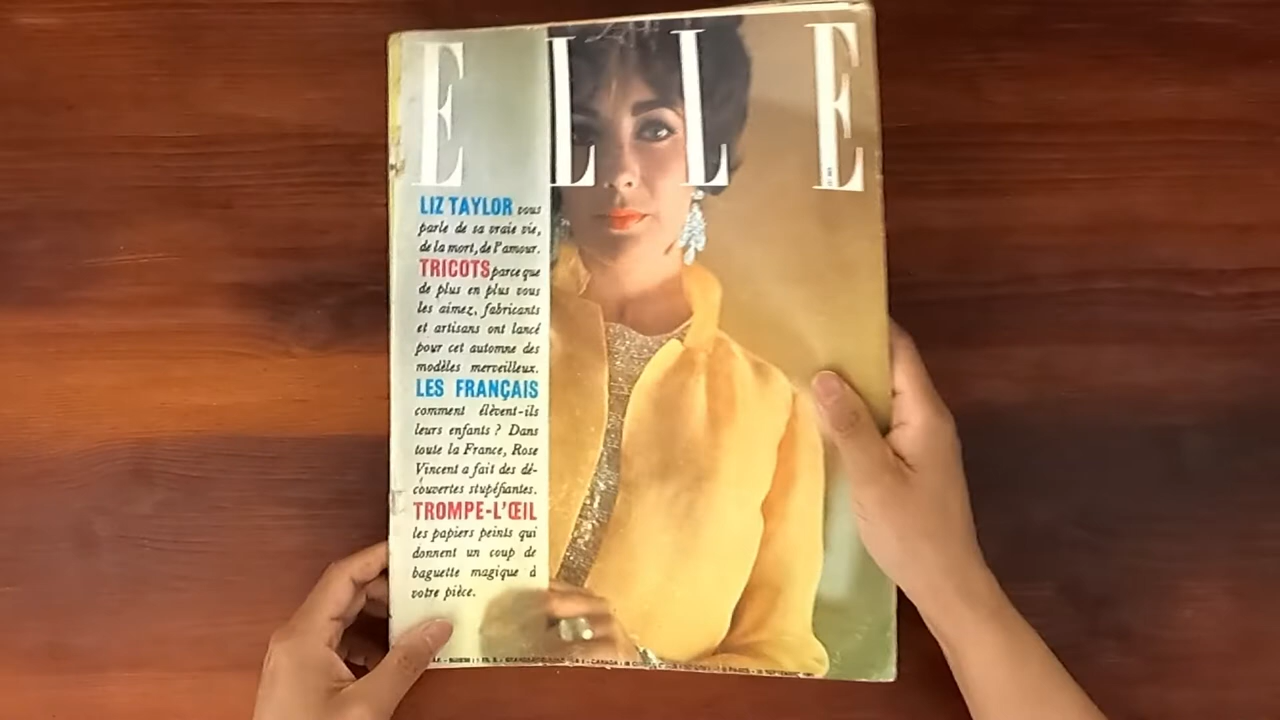 ELLE
LIZ TAYLOR vous
parle de sa vraie vie,
de la mort, de l'amour.
TRICOTS parce que
de plus en plus vous
les aimez, fabricants
et artisans ont lancé
pour cet automne des
modèles merveilleux.
LES FRANÇAIS
comment élèvent-ils
leurs enfants ? Dans
toute la France, Rose
Vincent a fait des dé-
couvertes stupéfiantes.
TROMPE-L'ŒIL
les papiers peints qui
donnent un coup de
baguette magique à
votre pièce.